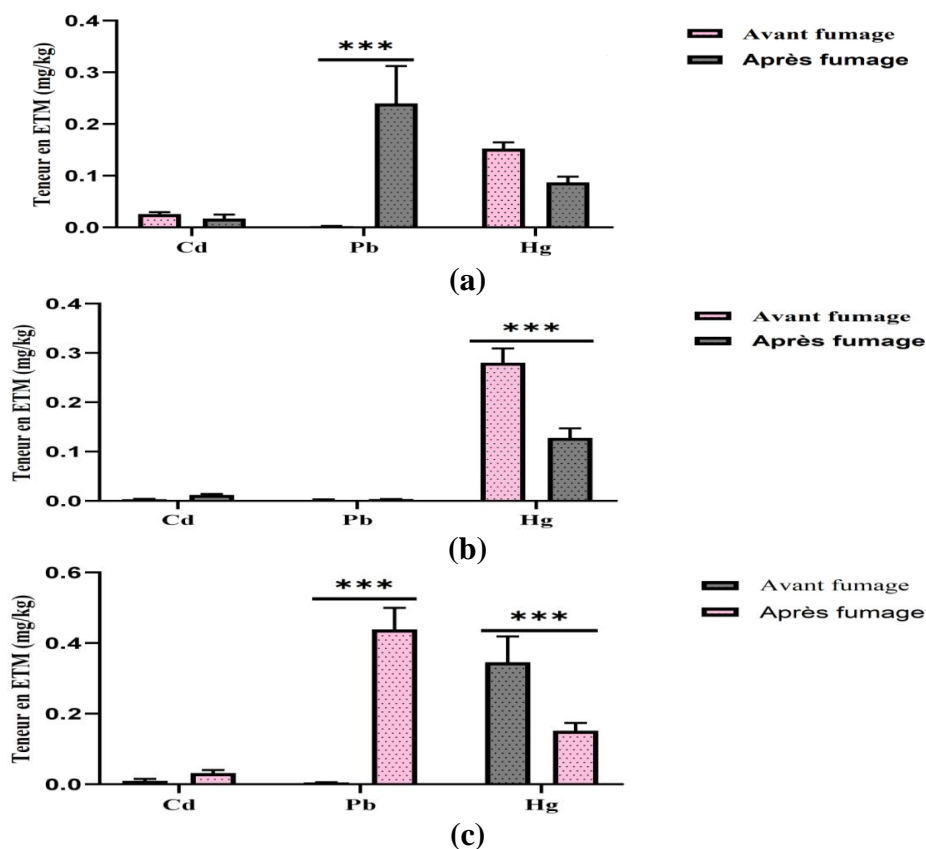 Teneur en ETM (mg/kg)
0.4
0.3
0.2
0.1
0.0
***
Cd
Pb
Hg
Avant fumage
Après fumage
(a)
Teneur en ETM (mg/kg)
0.4
0.3
0.2
0.1
0.0
***
Cd
Pb
Hg
Avant fumage
Après fumage
(b)
Teneur en ETM (mg/kg)
0.6
0.4
0.2
0.0
***
***
Cd
Pb
Hg
Avant fumage
Après fumage
(c)